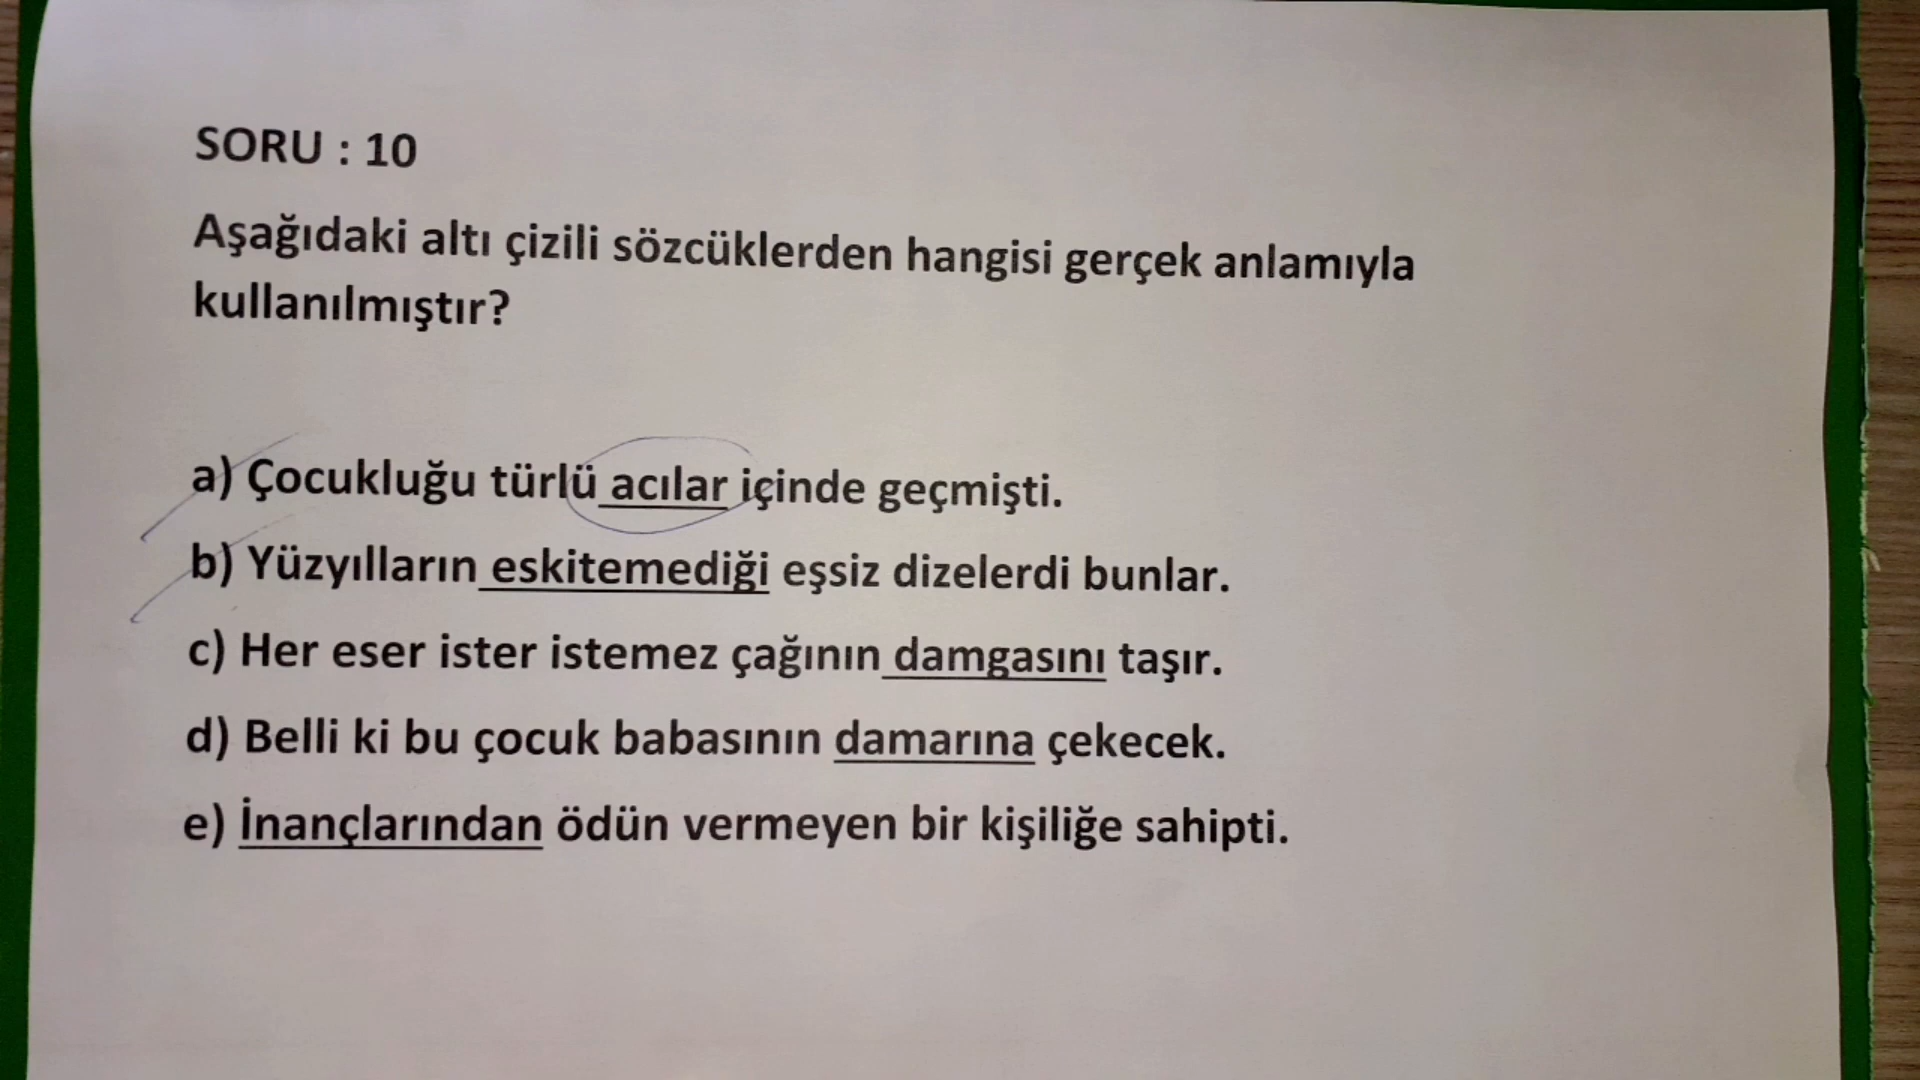 SORU : 10
Aşağıdaki altı çizili sözcüklerden hangisi gerçek anlamıyla
kullanılmıştır?
a) Çocukluğu türlü acılar içinde geçmişti.
b) Yüzyılların eskitemediği eşsiz dizelerdi bunlar.
c) Her eser ister istemez çağının damgasını taşır.
d) Belli ki bu çocuk babasının damarına çekecek.
e) İnançlarından ödün vermeyen bir kişiliğe sahipti.